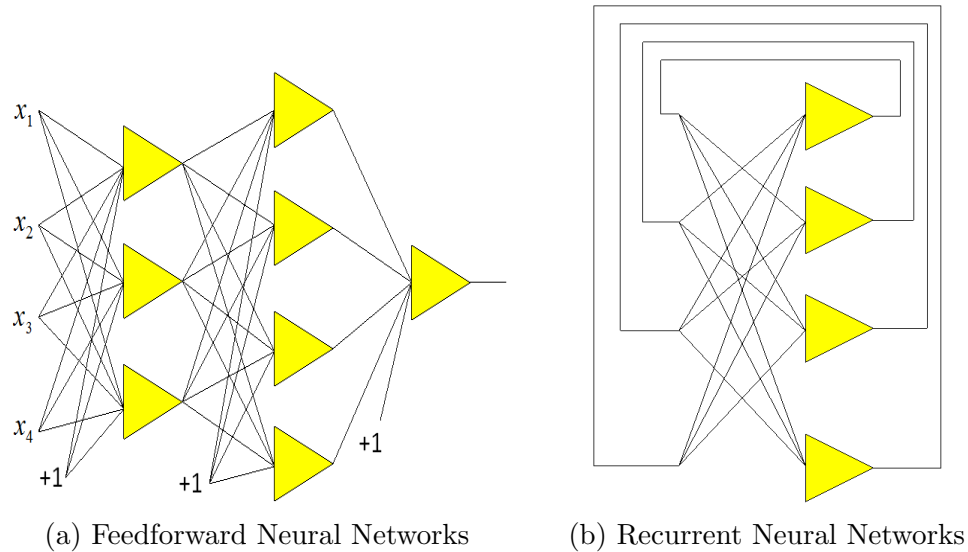 x1
x2
x3
x4
+1
+1
+1
(a) Feedforward Neural Networks
(b) Recurrent Neural Networks